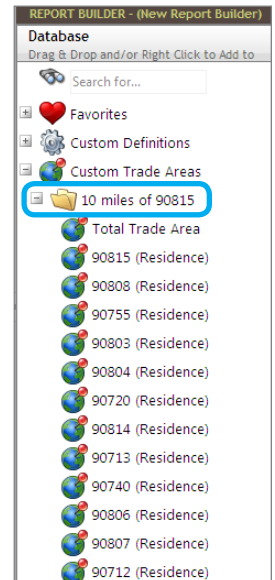 REPORT BUILDER - (New Report Builder)
Database
Drag & Drop and/or Right Click to Add to
Search for...
Favorites
Custom Definitions
Custom Trade Areas
10 miles of 90815
Total Trade Area
90815 (Residence)
90808 (Residence)
90755 (Residence)
90803 (Residence)
90804 (Residence)
90720 (Residence)
90814 (Residence)
90713 (Residence)
90740 (Residence)
90806 (Residence)
90807 (Residence)
90712 (Residence)